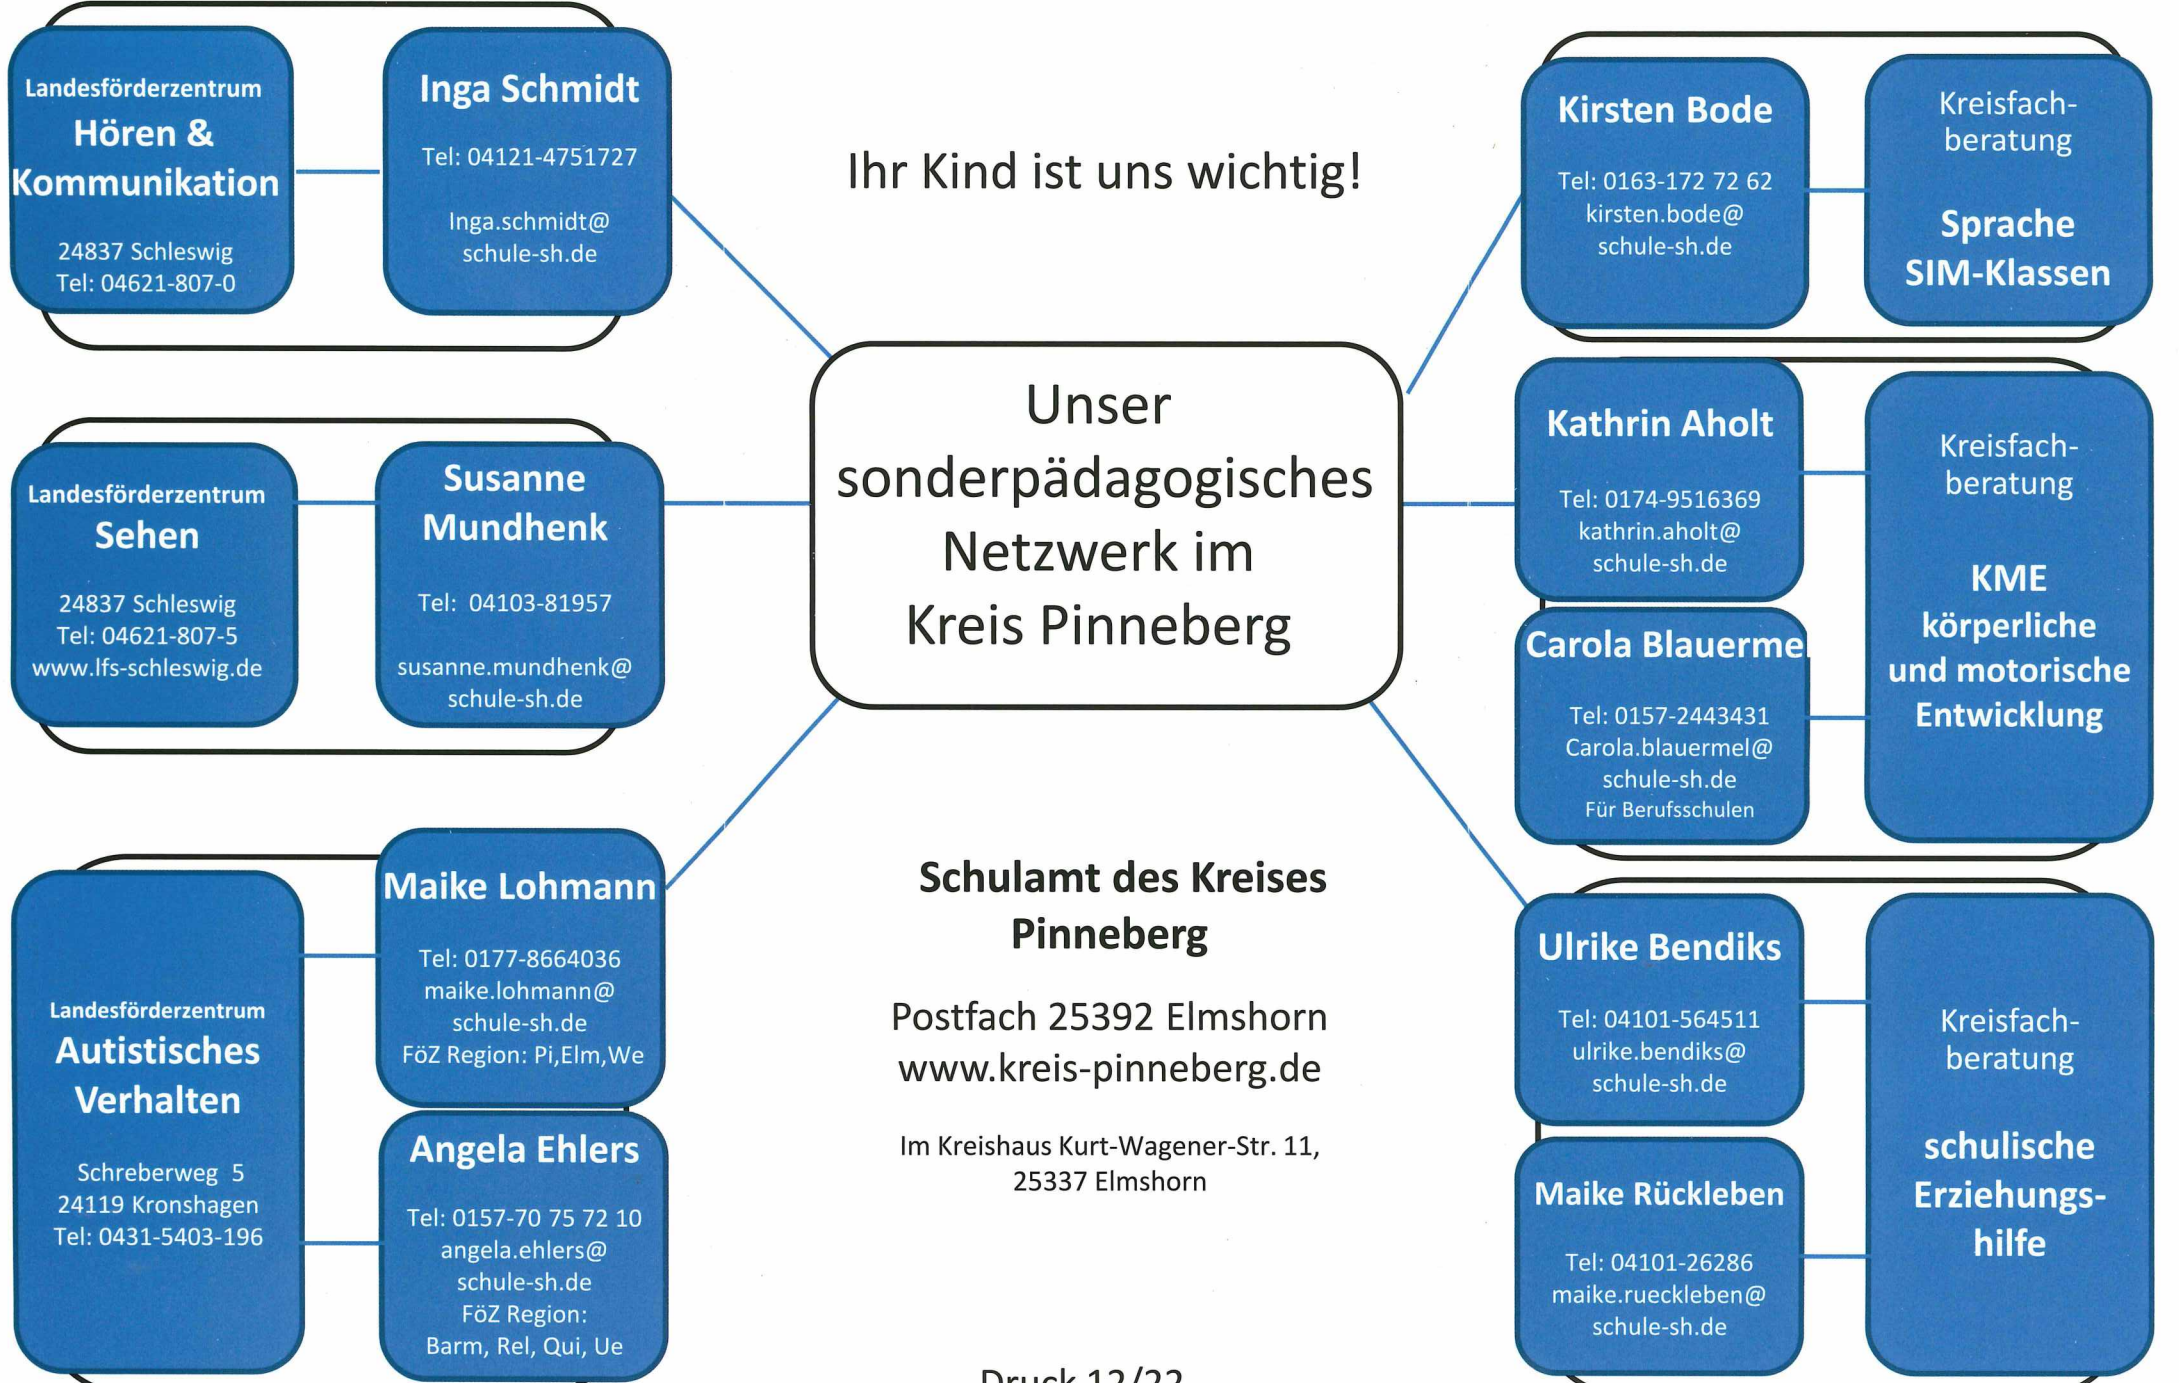 Landesförderzentrum
Hören &
Kommunikation
24837 Schleswig
Tel: 04621-807-0
Inga Schmidt
Tel: 04121-4751727
Inga.schmidt@
schule-sh.de
Landesförderzentrum
Sehen
24837 Schleswig
Tel: 04621-807-5
www.lfs-schleswig.de
Susanne
Mundhenk
Tel: 04103-81957
susanne.mundhenk@
schule-sh.de
Landesförderzentrum
Autistisches
Verhalten
Schreberweg 5
24119 Kronshagen
Tel: 0431-5403-196
Maike Lohmann
Tel: 0177-8664036
maike.lohmann@
schule-sh.de
FöZ Region: Pi,Elm,We
Angela Ehlers
Tel: 0157-70 75 72 10
angela.ehlers@
schule-sh.de
FöZ Region:
Barm, Rel, Qui, Ue
Ihr Kind ist uns wichtig!
Unser
sonderpädagogisches
Netzwerk im
Kreis Pinneberg
Schulamt des Kreises
Pinneberg
Postfach 25392 Elmshorn
www.kreis-pinneberg.de
Im Kreishaus Kurt-Wagener-Str. 11,
25337 Elmshorn
Druck 12/22
Kirsten Bode
Tel: 0163-172 72 62
kirsten.bode@
schule-sh.de
Kreisfach-
beratung
Sprache
SIM-Klassen
Kathrin Aholt
Tel: 0174-9516369
kathrin.aholt@
schule-sh.de
Carola Blauermel
Tel: 0157-2443431
Carola.blauermel@
schule-sh.de
Für Berufsschulen
Kreisfach-
beratung
KME
körperliche
und motorische
Entwicklung
Ulrike Bendiks
Tel: 04101-564511
ulrike.bendiks@
schule-sh.de
Maike Rückleben
Tel: 04101-26286
maike.rueckleben@
schule-sh.de
Kreisfach-
beratung
schulische
Erziehungs-
hilfe